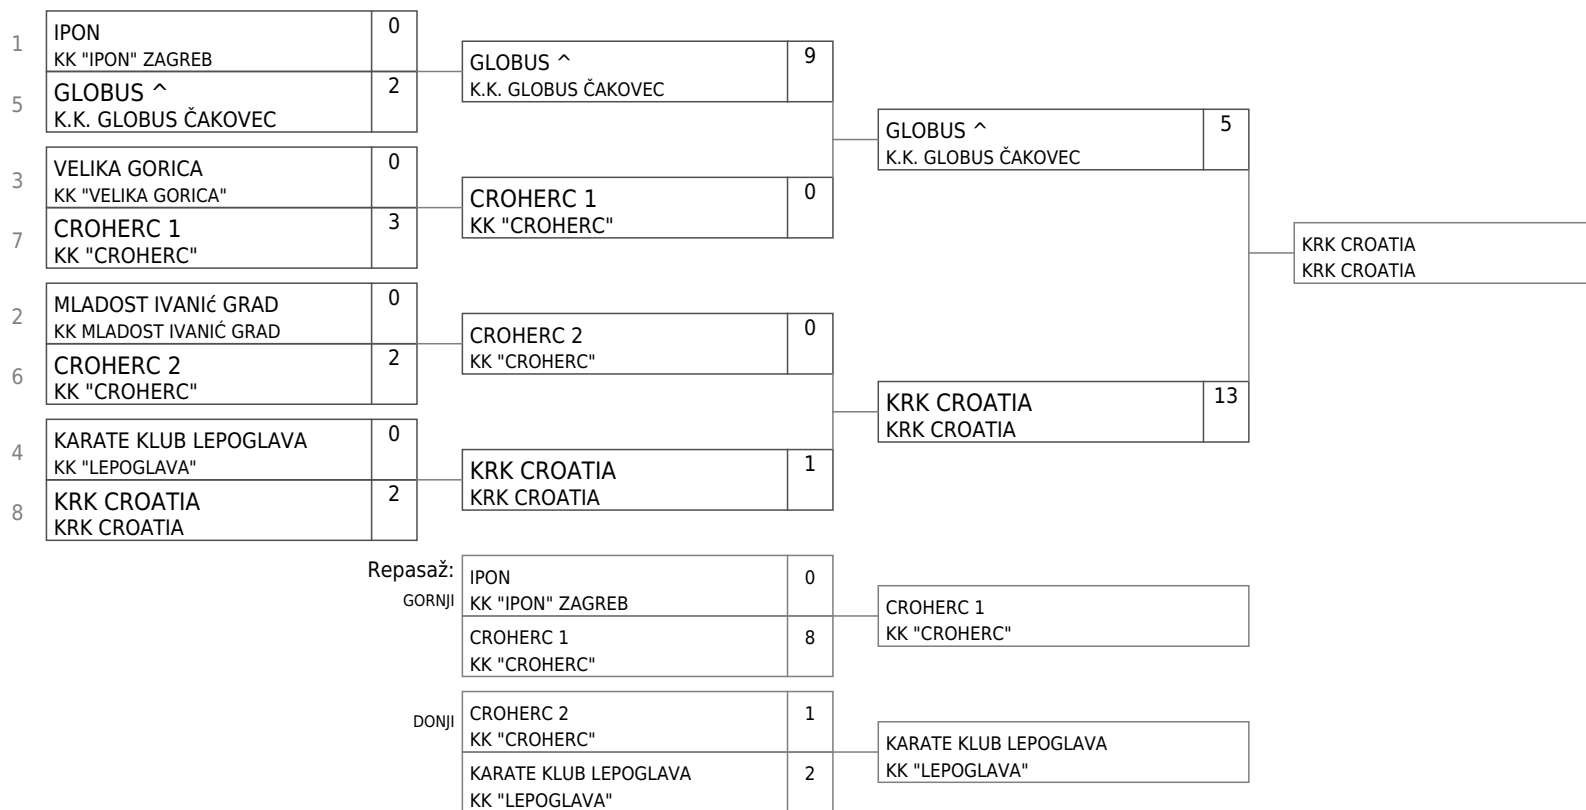 1
IPON
0
KK "IPON" ZAGREB
5
GLOBUS ^
2
K.K. GLOBUS ČAKOVEC
3
VELIKA GORICA
0
KK "VELIKA GORICA"
7
CROHERC 1
3
KK "CROHERC"
2
MLADOST IVANIć GRAD
0
KK MLADOST IVANIĆ GRAD
6
CROHERC 2
2
KK "CROHERC"
4
KARATE KLUB LEPOGLAVA
0
KK "LEPOGLAVA"
8
KRK CROATIA
2
KRK CROATIA
GLOBUS ^
9
K.K. GLOBUS ČAKOVEC
CROHERC 1
0
KK "CROHERC"
CROHERC 2
0
KK "CROHERC"
KRK CROATIA
1
KRK CROATIA
GLOBUS ^
5
K.K. GLOBUS ČAKOVEC
KRK CROATIA
13
KRK CROATIA
KRK CROATIA
KRK CROATIA
Repasaž:
GORNJI
IPON
0
KK "IPON" ZAGREB
CROHERC 1
8
KK "CROHERC"
CROHERC 1
KK "CROHERC"
DONJI
CROHERC 2
1
KK "CROHERC"
KARATE KLUB LEPOGLAVA
2
KK "LEPOGLAVA"
KARATE KLUB LEPOGLAVA
KK "LEPOGLAVA"